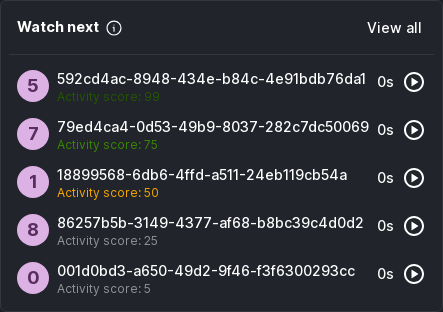 Watch next
View all
5
592cd4ac-8948-434e-b84c-4e91bdb76da1
0s
Activity score: 99
7
79ed4ca4-0d53-49b9-8037-282c7dc50069
0s
Activity score: 75
1
18899568-6db6-4ffd-a511-24eb119cb54a
0s
Activity score: 50
8
86257b5b-3149-4377-af68-b8bc39c4d0d2
0s
Activity score: 25
0
001d0bd3-a650-49d2-9f46-f3f6300293cc
0s
Activity score: 5